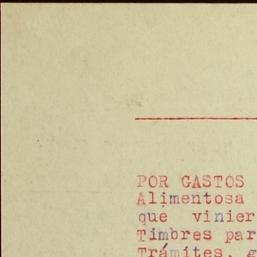 POR GASTOS
Alimentosa
que vinier
Timbres par
Trámites, g